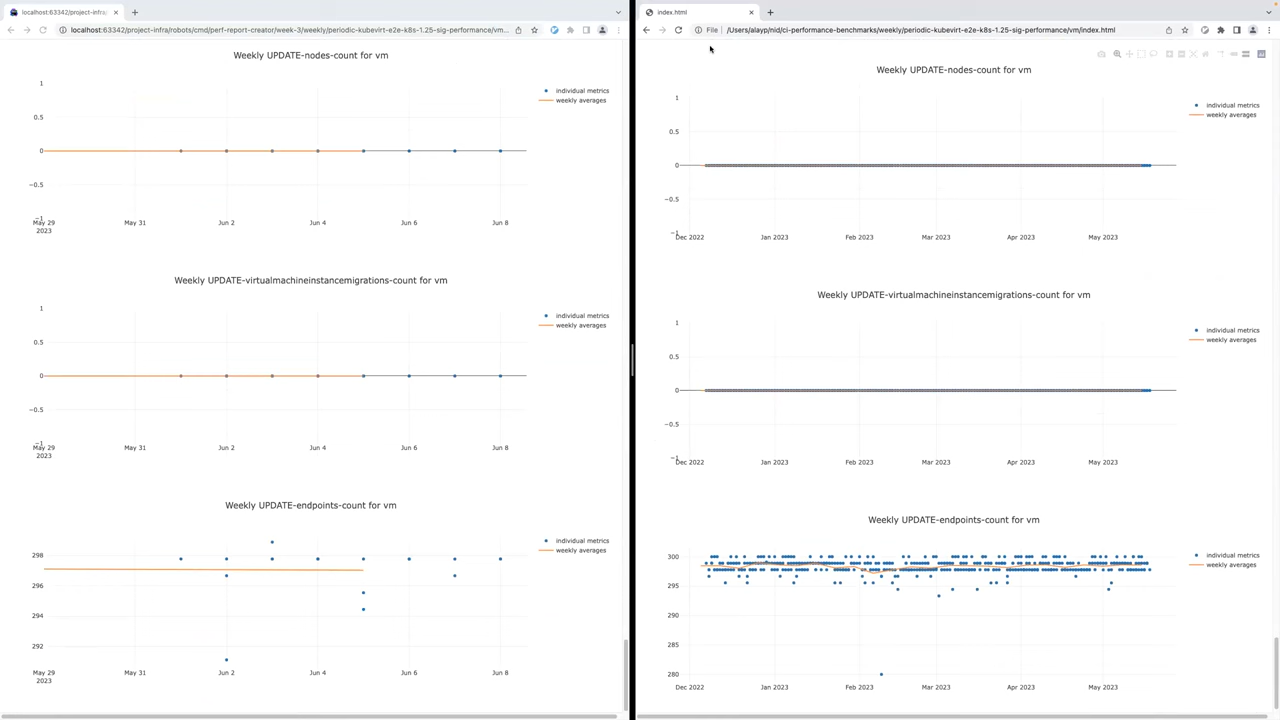 localhost:63342/project-infra/
localhost:63342/project-infra/robots/cmd/perf-report-creator/week-3/weekly/periodic-kubevirt-e2e-k8s-1.25-sig-performance/vm...
Weekly UPDATE-nodes-count for vm
1
0.5
0
−0.5
−1
May 29
2023
May 31
Jun 2
Jun 4
Jun 6
Jun 8
individual metrics
weekly averages
Weekly UPDATE-virtualmachineinstancemigrations-count for vm
1
0.5
0
−0.5
−1
May 29
2023
May 31
Jun 2
Jun 4
Jun 6
Jun 8
individual metrics
weekly averages
Weekly UPDATE-endpoints-count for vm
298
296
294
292
May 29
2023
May 31
Jun 2
Jun 4
Jun 6
Jun 8
individual metrics
weekly averages
index.html
File
/Users/alayp/nid/ci-performance-benchmarks/weekly/periodic-kubevirt-e2e-k8s-1.25-sig-performance/vm/index.html
Weekly UPDATE-nodes-count for vm
1
0.5
0
−0.5
−1
Dec 2022
Jan 2023
Feb 2023
Mar 2023
Apr 2023
May 2023
individual metrics
weekly averages
Weekly UPDATE-virtualmachineinstancemigrations-count for vm
1
0.5
0
−0.5
−1
Dec 2022
Jan 2023
Feb 2023
Mar 2023
Apr 2023
May 2023
individual metrics
weekly averages
Weekly UPDATE-endpoints-count for vm
300
295
290
285
280
Dec 2022
Jan 2023
Feb 2023
Mar 2023
Apr 2023
May 2023
individual metrics
weekly averages